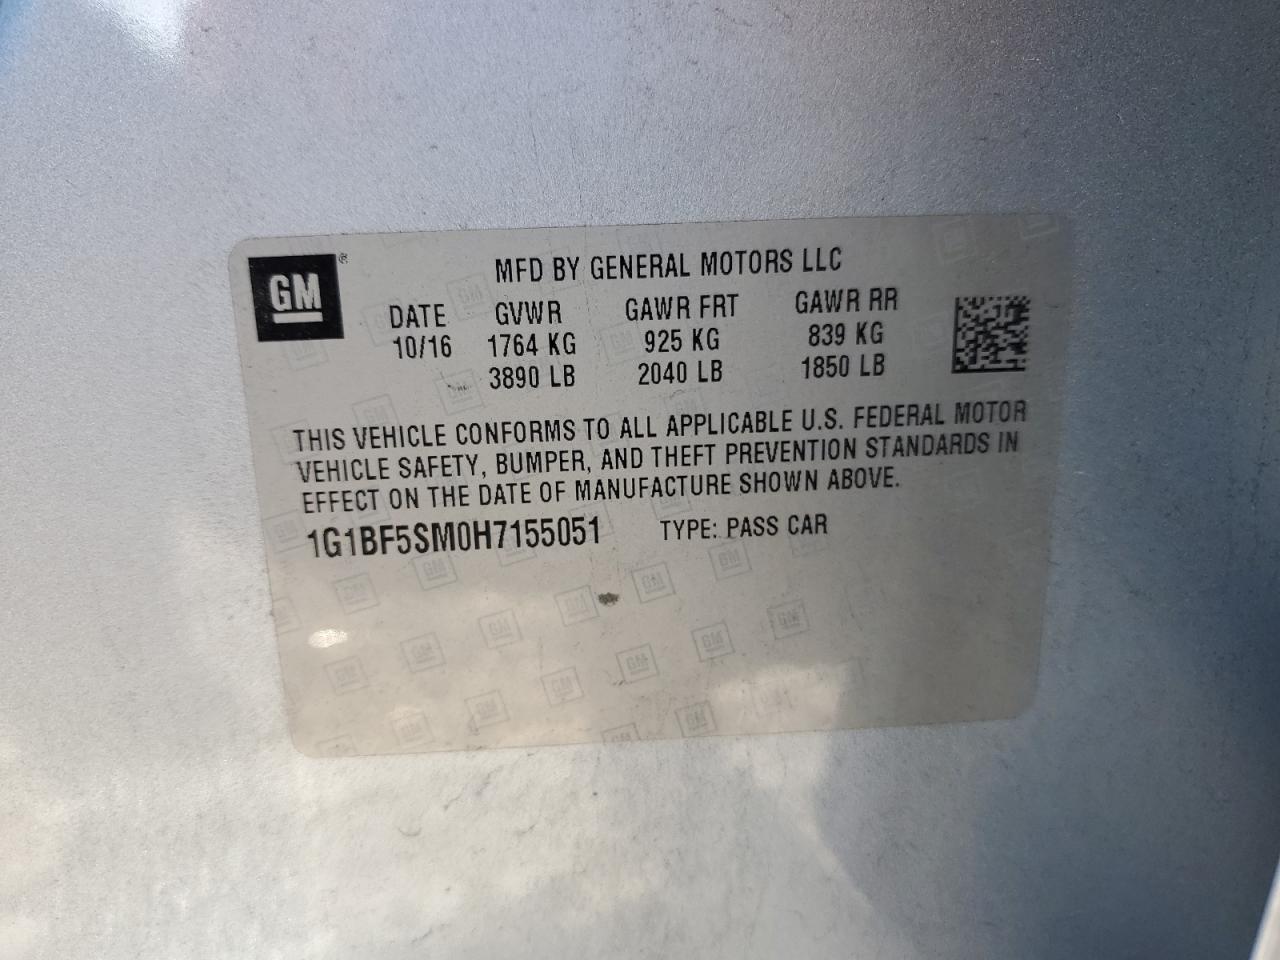 GM®
MFD BY GENERAL MOTORS LLC
DATE GVWR GAWR FRT GAWR RR
10/16 1764 KG 925 KG 839 KG
3890 LB 2040 LB 1850 LB
THIS VEHICLE CONFORMS TO ALL APPLICABLE U.S. FEDERAL MOTOR
VEHICLE SAFETY, BUMPER, AND THEFT PREVENTION STANDARDS IN
EFFECT ON THE DATE OF MANUFACTURE SHOWN ABOVE.
1G1BF5SM0H7155051 TYPE: PASS CAR